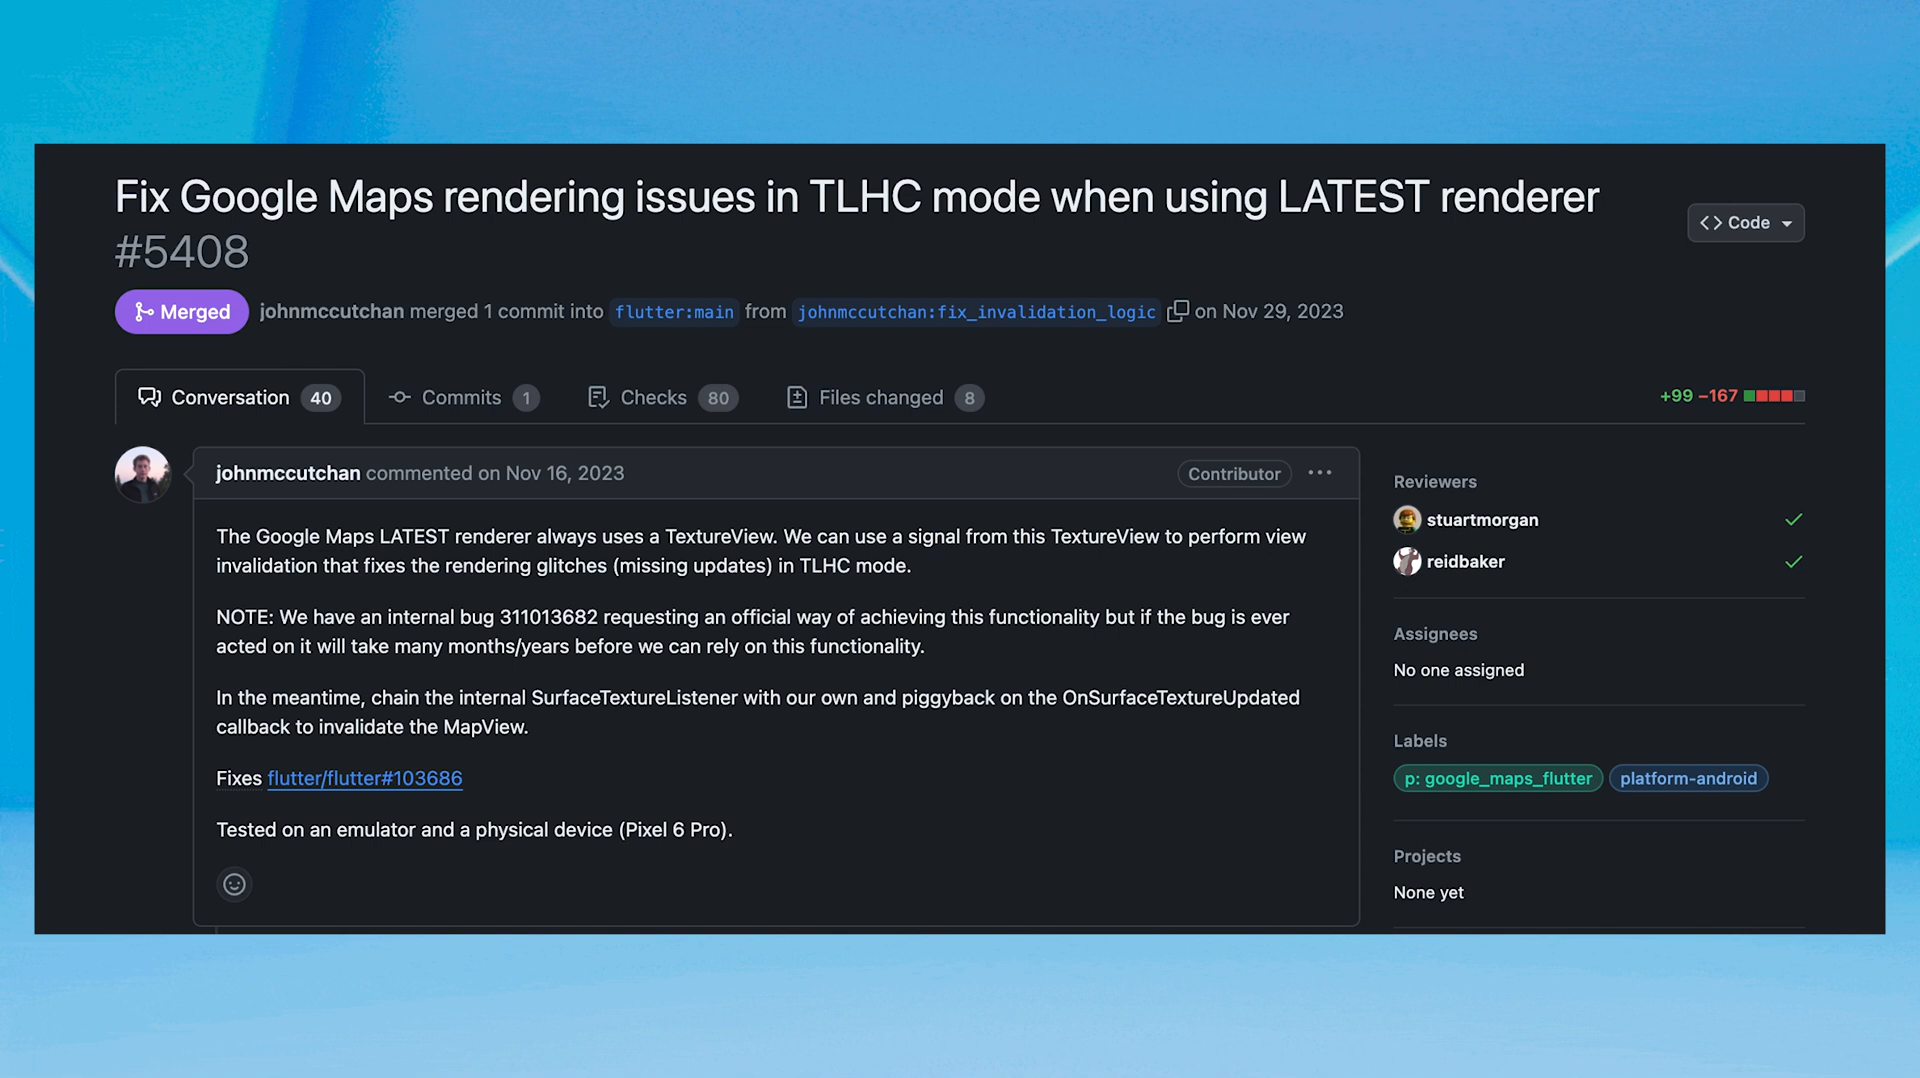 Fix Google Maps rendering issues in TLHC mode when using LATEST renderer
#5408
<> Code
Merged
johnmccutchan merged 1 commit into flutter:main from johnmccutchan:fix_invalidation_logic on Nov 29, 2023
Conversation 40
Commits 1
Checks 80
Files changed 8
+99 −167
johnmccutchan commented on Nov 16, 2023
Contributor
The Google Maps LATEST renderer always uses a TextureView. We can use a signal from this TextureView to perform view
invalidation that fixes the rendering glitches (missing updates) in TLHC mode.
NOTE: We have an internal bug 311013682 requesting an official way of achieving this functionality but if the bug is ever
acted on it will take many months/years before we can rely on this functionality.
In the meantime, chain the internal SurfaceTextureListener with our own and piggyback on the OnSurfaceTextureUpdated
callback to invalidate the MapView.
Fixes flutter/flutter#103686
Tested on an emulator and a physical device (Pixel 6 Pro).
Reviewers
stuartmorgan
reidbaker
Assignees
No one assigned
Labels
p: google_maps_flutter
platform-android
Projects
None yet